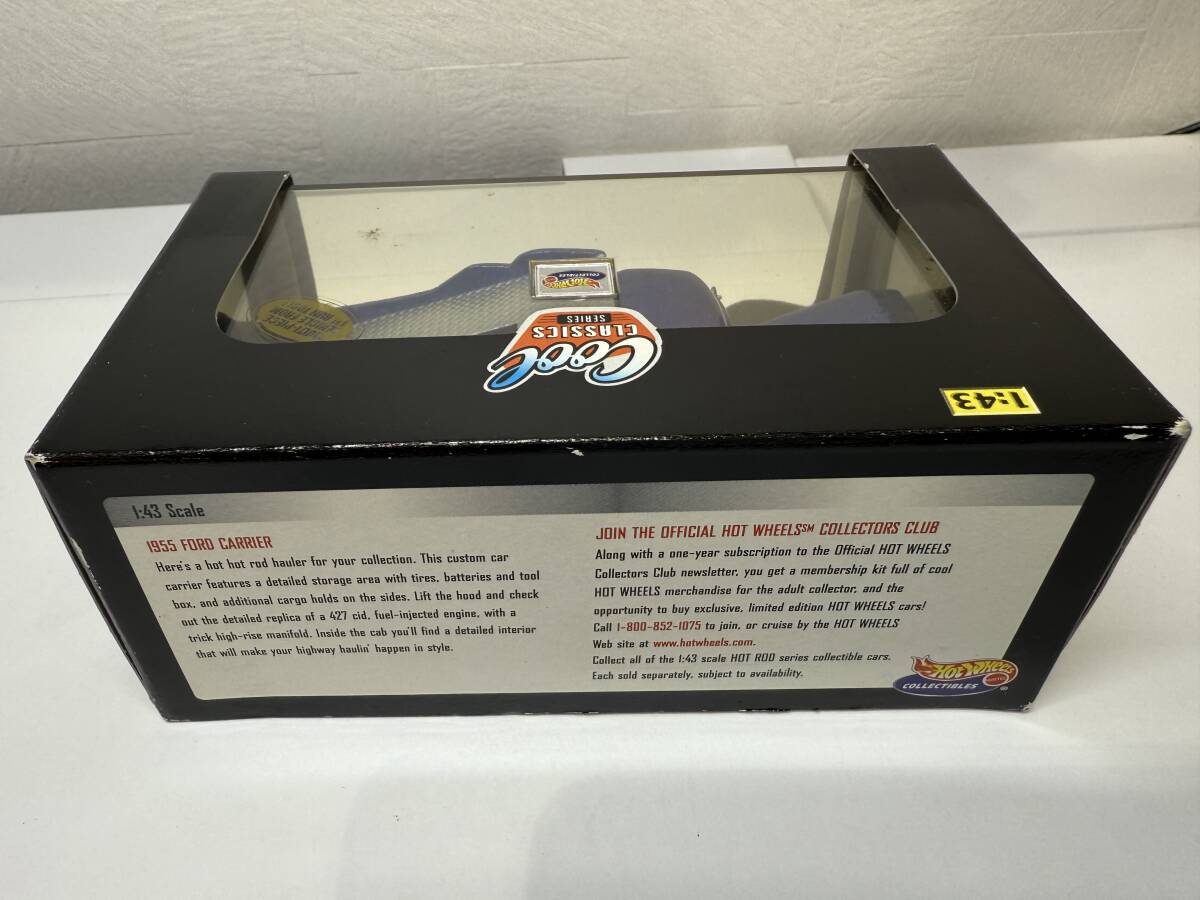 HOT WHEELS
COLLECTIBLES
Cool
CLASSICS
SERIES
1:43
1:43 Scale
1955 FORD CARRIER
Here's a hot hot rod hauler for your collection. This custom car
carrier features a detailed storage area with tires, batteries and tool
box, and additional cargo holds on the sides. Lift the hood and check
out the detailed replica of a 427 cid, fuel-injected engine, with a
trick high-rise manifold. Inside the cab you'll find a detailed interior
that will make your highway haulin' happen in style.
JOIN THE OFFICIAL HOT WHEELS℠ COLLECTORS CLUB
Along with a one-year subscription to the Official HOT WHEELS
Collectors Club newsletter, you get a membership kit full of cool
HOT WHEELS merchandise for the adult collector, and the
opportunity to buy exclusive, limited edition HOT WHEELS cars!
Call 1-800-852-1075 to join, or cruise by the HOT WHEELS
Web site at www.hotwheels.com.
Collect all of the 1:43 scale HOT ROD series collectible cars.
Each sold separately, subject to availability.
HOT WHEELS
MATTEL
COLLECTIBLES ®